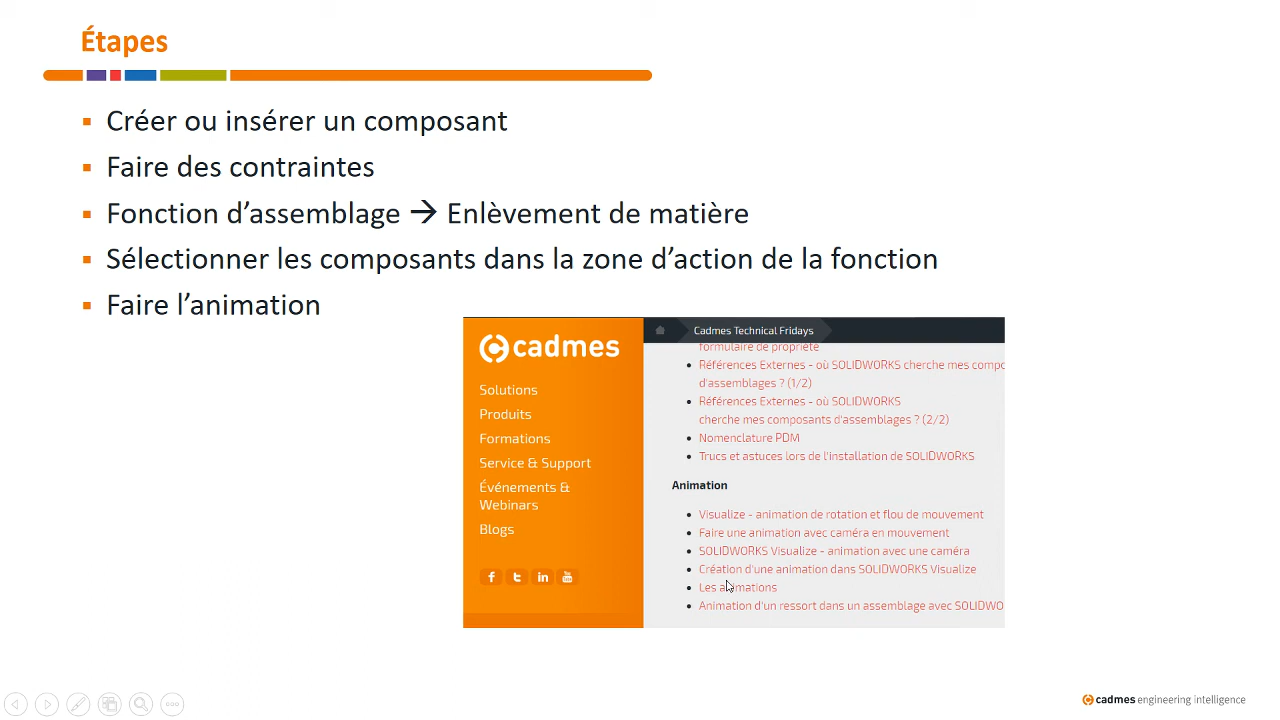 Étapes
Créer ou insérer un composant
Faire des contraintes
Fonction d’assemblage → Enlèvement de matière
Sélectionner les composants dans la zone d’action de la fonction
Faire l’animation
cadmes
Solutions
Produits
Formations
Service & Support
Événements &
Webinars
Blogs
Cadmes Technical Fridays
formulaire de propriété
Références Externes - où SOLIDWORKS cherche mes compo
d'assemblages ? (1/2)
Références Externes - où SOLIDWORKS
cherche mes composants d'assemblages ? (2/2)
Nomenclature PDM
Trucs et astuces lors de l'installation de SOLIDWORKS
Animation
Visualize - animation de rotation et flou de mouvement
Faire une animation avec caméra en mouvement
SOLIDWORKS Visualize - animation avec une caméra
Création d'une animation dans SOLIDWORKS Visualize
Les animations
Animation d'un ressort dans un assemblage avec SOLIDWO
cadmes engineering intelligence